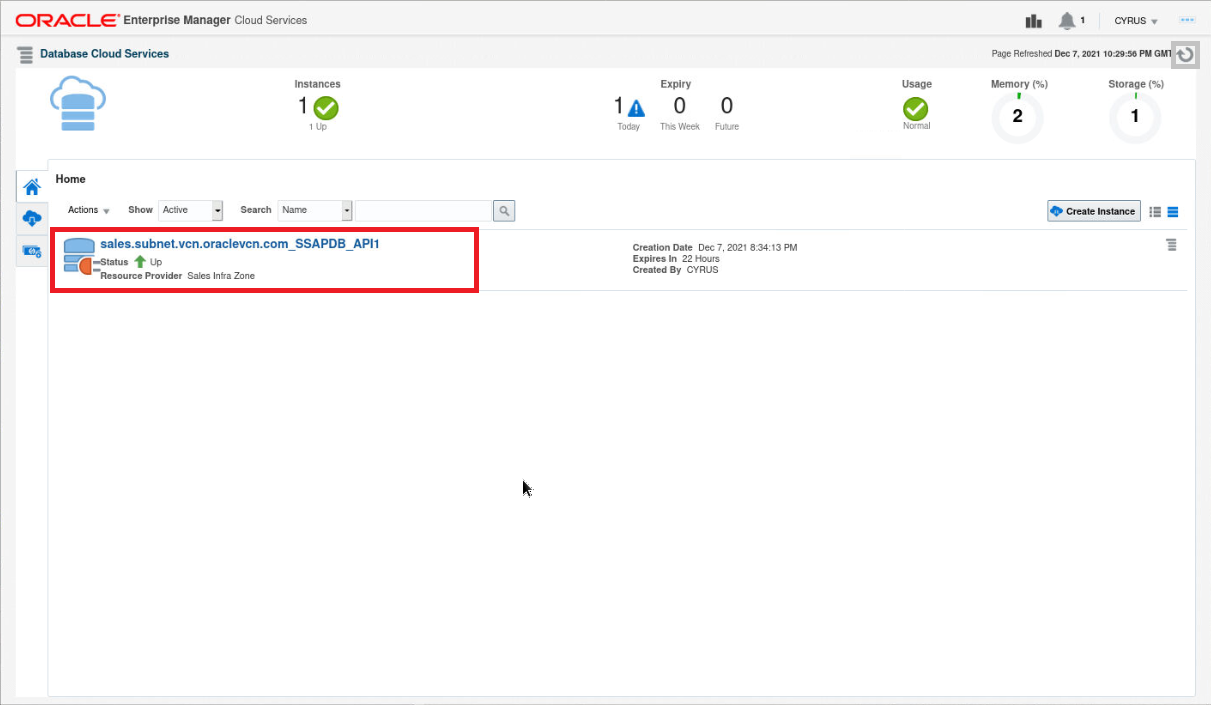 ORACLE Enterprise Manager Cloud Services
1
CYRUS
Database Cloud Services
Page Refreshed Dec 7, 2021 10:29:56 PM GMT
Instances
1
1 Up
Expiry
1 0 0
Today This Week Future
Usage
Normal
Memory (%)
2
Storage (%)
1
Home
Actions Show Active Search Name Create Instance
sales.subnet.vcn.oraclevcn.com_SSAPDB_API1
Status Up
Resource Provider Sales Infra Zone
Creation Date Dec 7, 2021 8:34:13 PM
Expires In 22 Hours
Created By CYRUS